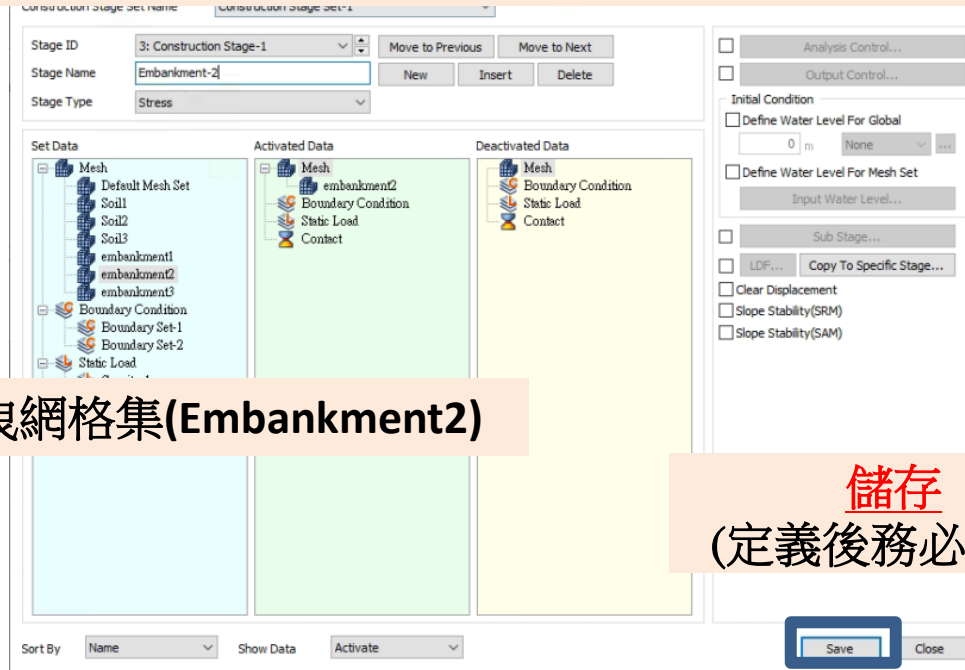 Construction Stage Set Name Construction Stage Set-1
Stage ID 3: Construction Stage-1 Move to Previous Move to Next
Stage Name Embankment-2 New Insert Delete
Stage Type Stress
Set Data
Mesh
Default Mesh Set
Soil1
Soil2
Soil3
embankment1
embankment2
embankment3
Boundary Condition
Boundary Set-1
Boundary Set-2
Static Load
Activated Data
Mesh
embankment2
Boundary Condition
Static Load
Contact
Deactivated Data
Mesh
Boundary Condition
Static Load
Contact
Analysis Control...
Output Control...
Initial Condition
Define Water Level For Global
0 m None ...
Define Water Level For Mesh Set
Input Water Level...
Sub Stage...
LDF... Copy To Specific Stage...
Clear Displacement
Slope Stability(SRM)
Slope Stability(SAM)
網格集(Embankment2)
儲存
(定義後務必
Sort By Name Show Data Activate Save Close